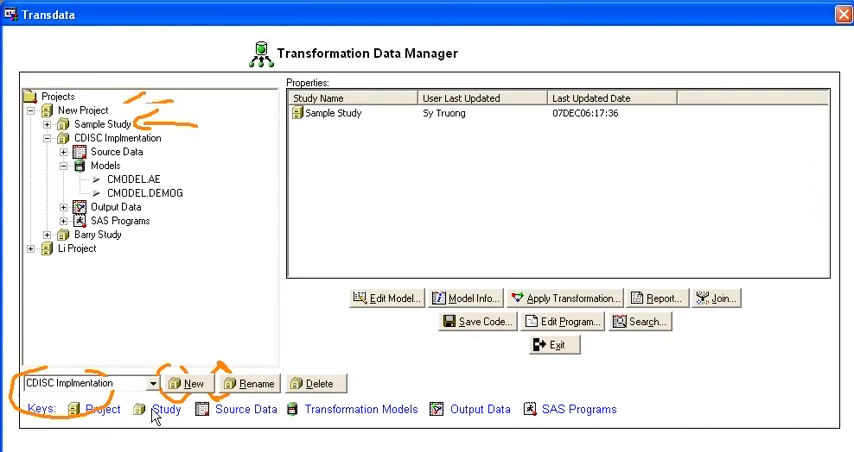 Transdata
Transformation Data Manager
Projects
New Project
Sample Study
CDISC Implmentation
Source Data
Models
CMODEL.AE
CMODEL.DEMOG
Output Data
SAS Programs
Barry Study
Li Project
Properties:
Study Name User Last Updated Last Updated Date
Sample Study Sy Truong 07DEC06:17:36
Edit Model... Model Info... Apply Transformation... Report... Join...
Save Code... Edit Program... Search...
Exit
CDISC Implmentation New Rename Delete
Keys: Project Study Source Data Transformation Models Output Data SAS Programs